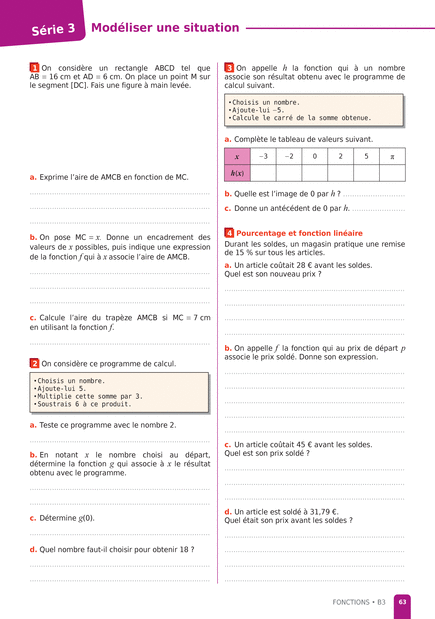 Série 3 Modéliser une situation
1 On considère un rectangle ABCD tel que
AB = 16 cm et AD = 6 cm. On place un point M sur
le segment [DC]. Fais une figure à main levée.
a. Exprime l'aire de AMCB en fonction de MC.
b. On pose MC = x. Donne un encadrement des
valeurs de x possibles, puis indique une expression
de la fonction f qui à x associe l'aire de AMCB.
c. Calcule l'aire du trapèze AMCB si MC = 7 cm
en utilisant la fonction f.
2 On considère ce programme de calcul.
• Choisis un nombre.
• Ajoute-lui 5.
• Multiplie cette somme par 3.
• Soustrais 6 à ce produit.
a. Teste ce programme avec le nombre 2.
b. En notant x le nombre choisi au départ,
détermine la fonction g qui associe à x le résultat
obtenu avec le programme.
c. Détermine g(0).
d. Quel nombre faut-il choisir pour obtenir 18 ?
3 On appelle h la fonction qui à un nombre
associe son résultat obtenu avec le programme de
calcul suivant.
• Choisis un nombre.
• Ajoute-lui −5.
• Calcule le carré de la somme obtenue.
a. Complète le tableau de valeurs suivant.
x −3 −2 0 2 5 π
h(x)
b. Quelle est l'image de 0 par h ?
c. Donne un antécédent de 0 par h.
4 Pourcentage et fonction linéaire
Durant les soldes, un magasin pratique une remise
de 15 % sur tous les articles.
a. Un article coûtait 28 € avant les soldes.
Quel est son nouveau prix ?
b. On appelle f la fonction qui au prix de départ p
associe le prix soldé. Donne son expression.
c. Un article coûtait 45 € avant les soldes.
Quel est son prix soldé ?
d. Un article est soldé à 31,79 €.
Quel était son prix avant les soldes ?
FONCTIONS • B3 63